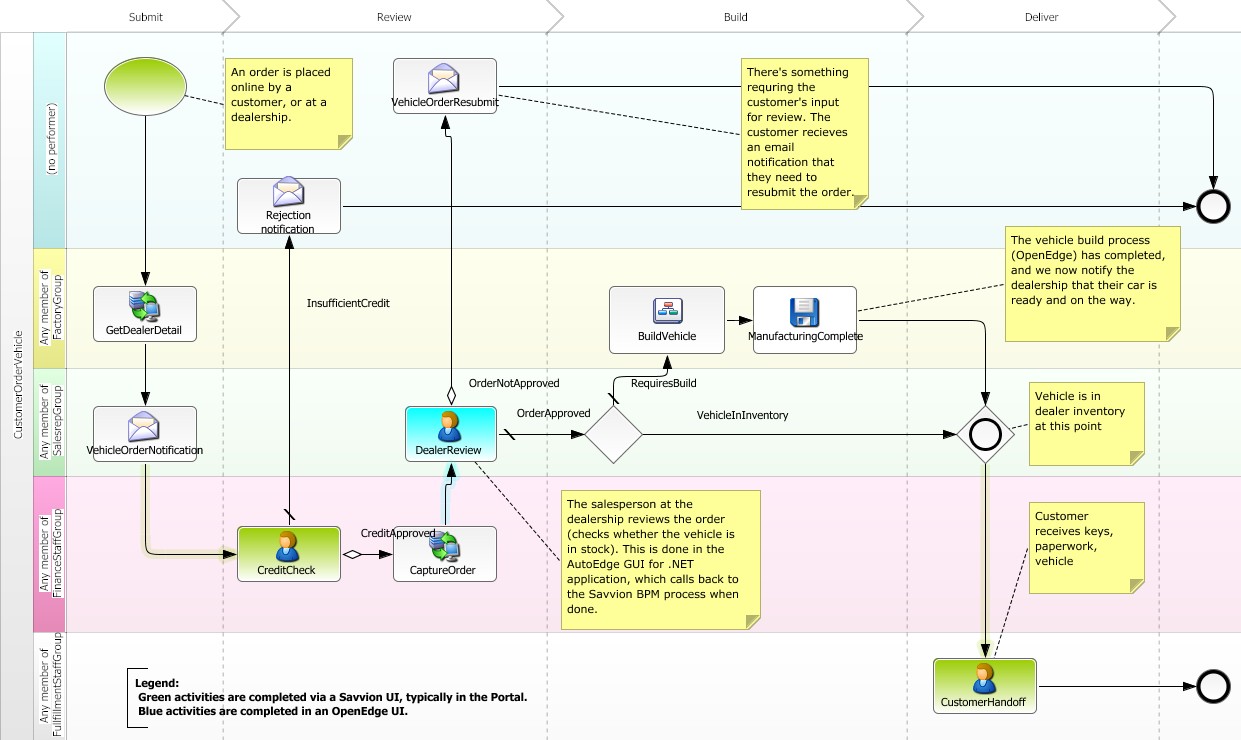 Submit
Review
Build
Deliver
CustomerOrderVehicle
(no performer)
An order is placed
online by a
customer, or at a
dealership.
VehicleOrderResubmit
There's something
requring the
customer's input
for review. The
customer recieves
an email
notification that
they need to
resubmit the order.
Rejection
notification
Any member of
FactoryGroup
GetDealerDetail
InsufficientCredit
BuildVehicle
ManufacturingComplete
The vehicle build process
(OpenEdge) has completed,
and we now notify the
dealership that their car is
ready and on the way.
Any member of
SalesrepGroup
VehicleOrderNotification
OrderNotApproved
DealerReview
OrderApproved
RequiresBuild
VehicleInInventory
Vehicle is in
dealer inventory
at this point
Any member of
FinanceStaffGroup
CreditCheck
CreditApproved
CaptureOrder
The salesperson at the
dealership reviews the order
(checks whether the vehicle is
in stock). This is done in the
AutoEdge GUI for .NET
application, which calls back to
the Savvion BPM process when
done.
Customer
receives keys,
paperwork,
vehicle
Any member of
FullfillmentStaffGroup
Legend:
Green activities are completed via a Savvion UI, typically in the Portal.
Blue activities are completed in an OpenEdge UI.
CustomerHandoff